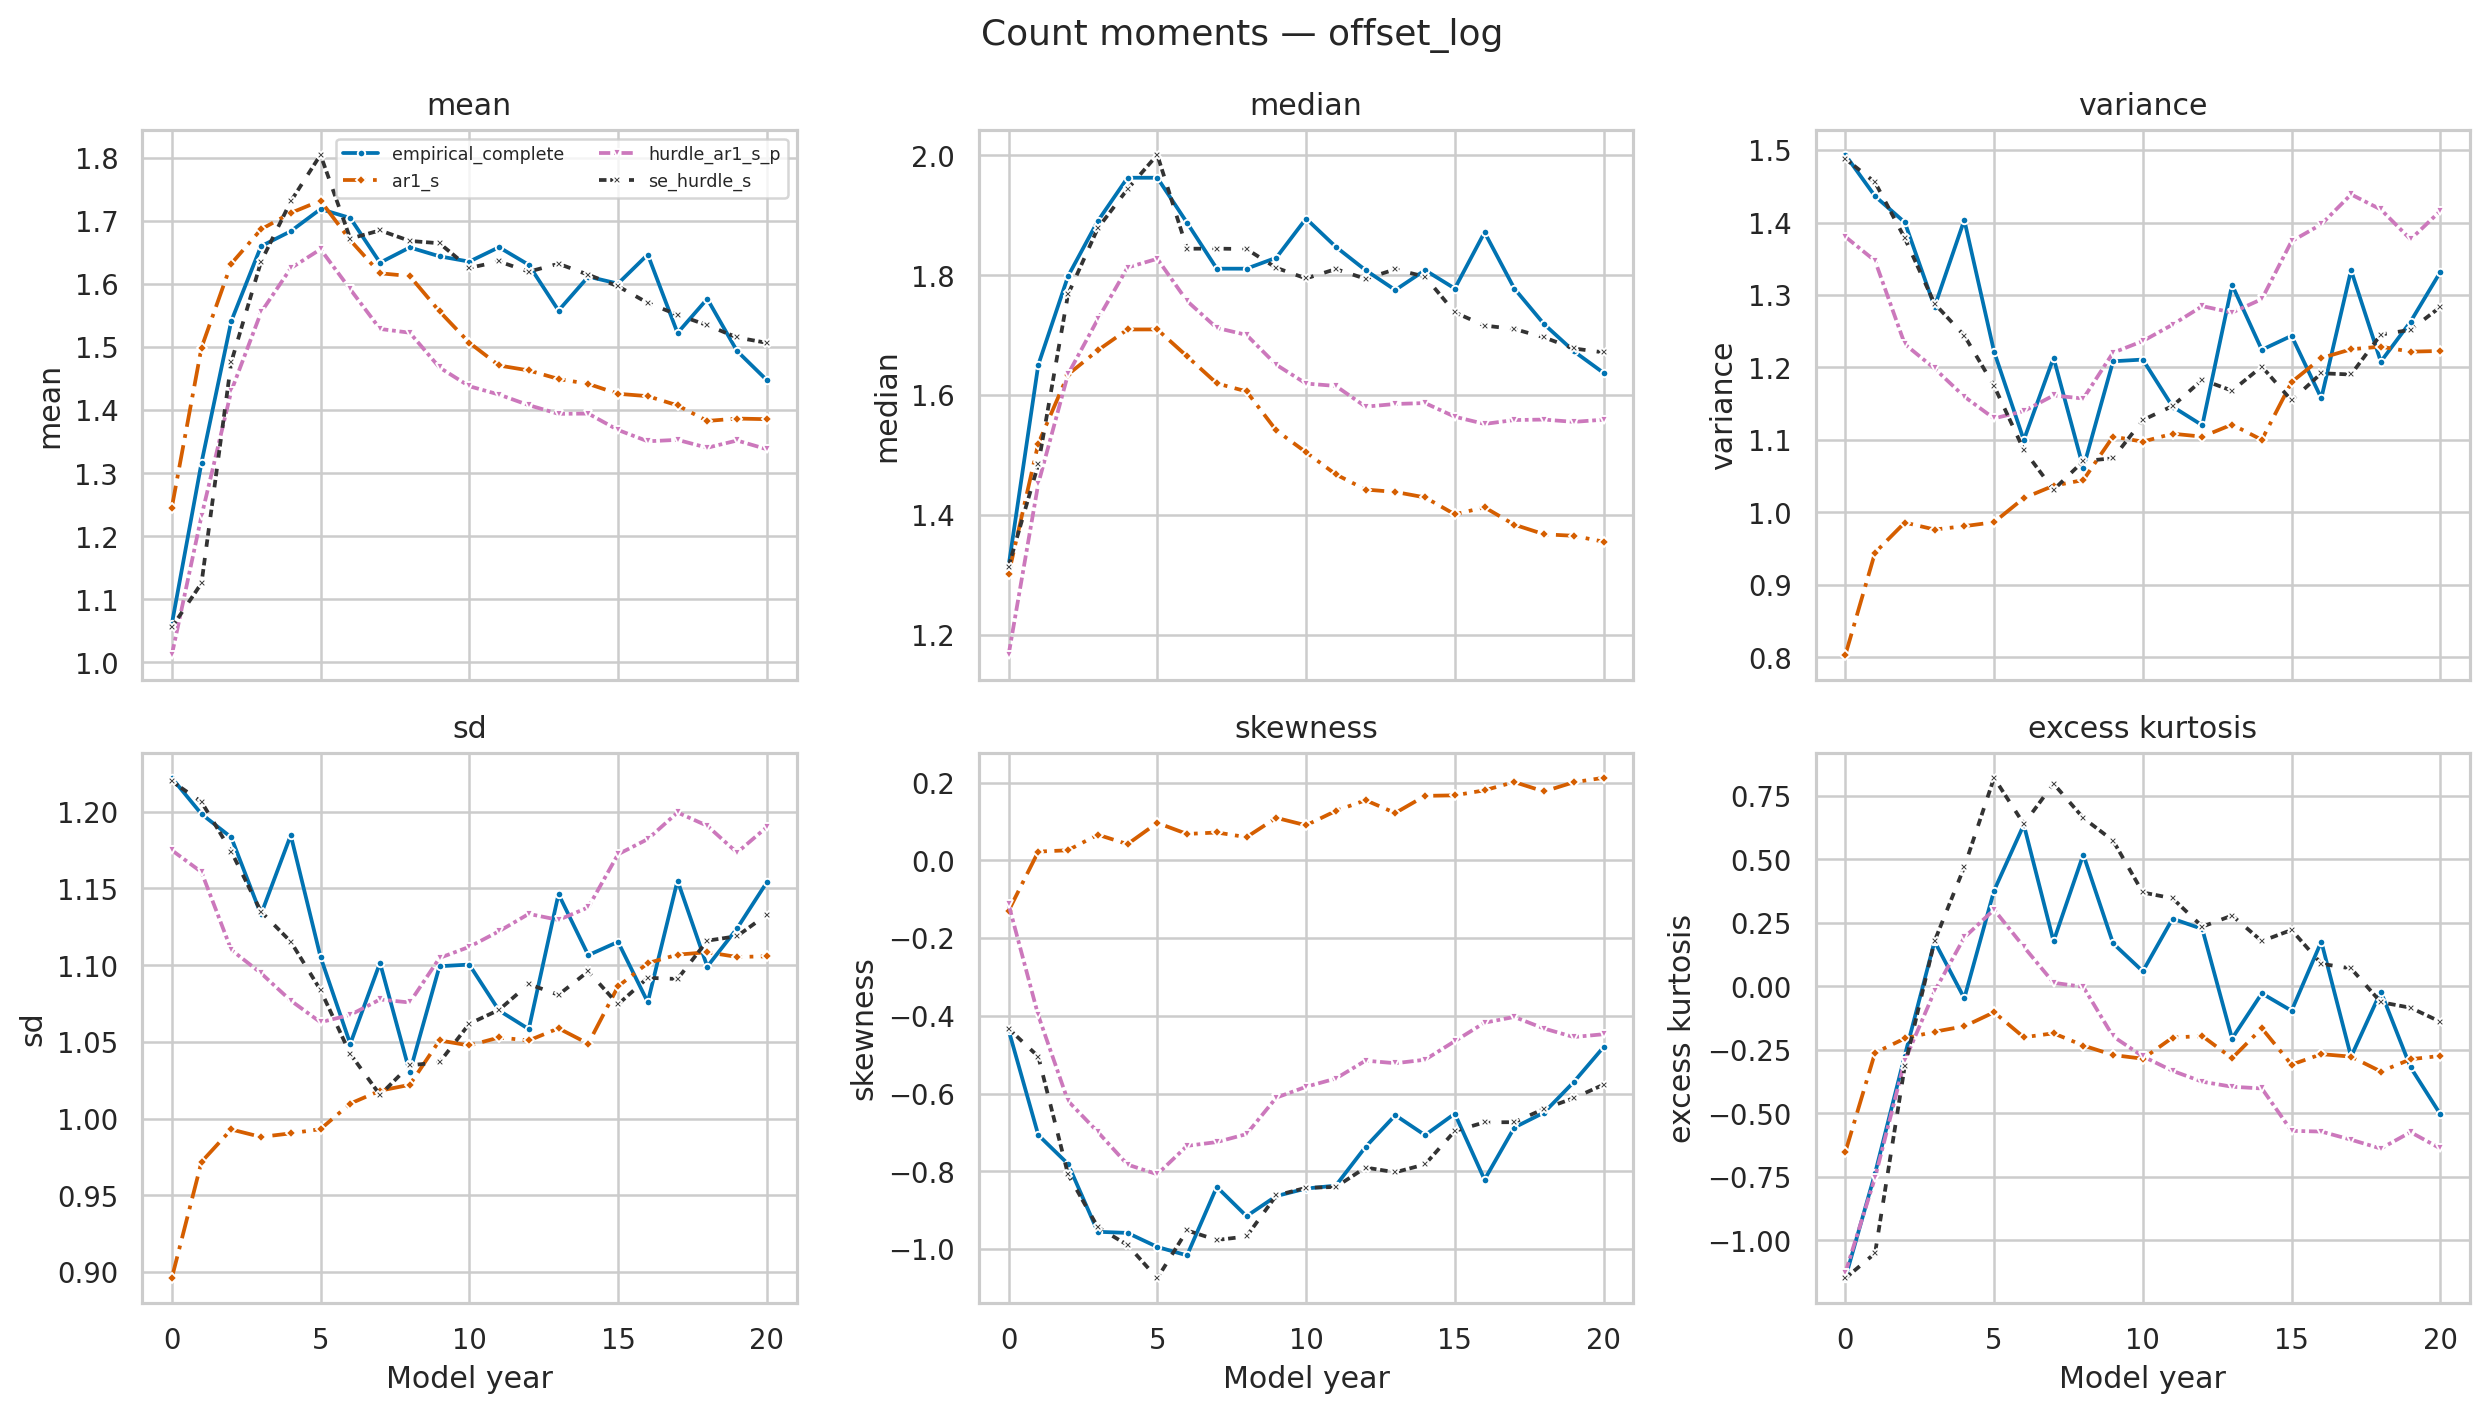 Count moments — offset_log
mean
median
variance
empirical_complete
ar1_s
hurdle_ar1_s_p
se_hurdle_s
mean
1.8
1.7
1.6
1.5
1.4
1.3
1.2
1.1
1.0
median
2.0
1.8
1.6
1.4
1.2
variance
1.5
1.4
1.3
1.2
1.1
1.0
0.9
0.8
sd
skewness
excess kurtosis
sd
1.20
1.15
1.10
1.05
1.00
0.95
0.90
0
5
10
15
20
Model year
skewness
0.2
0.0
−0.2
−0.4
−0.6
−0.8
−1.0
0
5
10
15
20
Model year
excess kurtosis
0.75
0.50
0.25
0.00
−0.25
−0.50
−0.75
−1.00
0
5
10
15
20
Model year